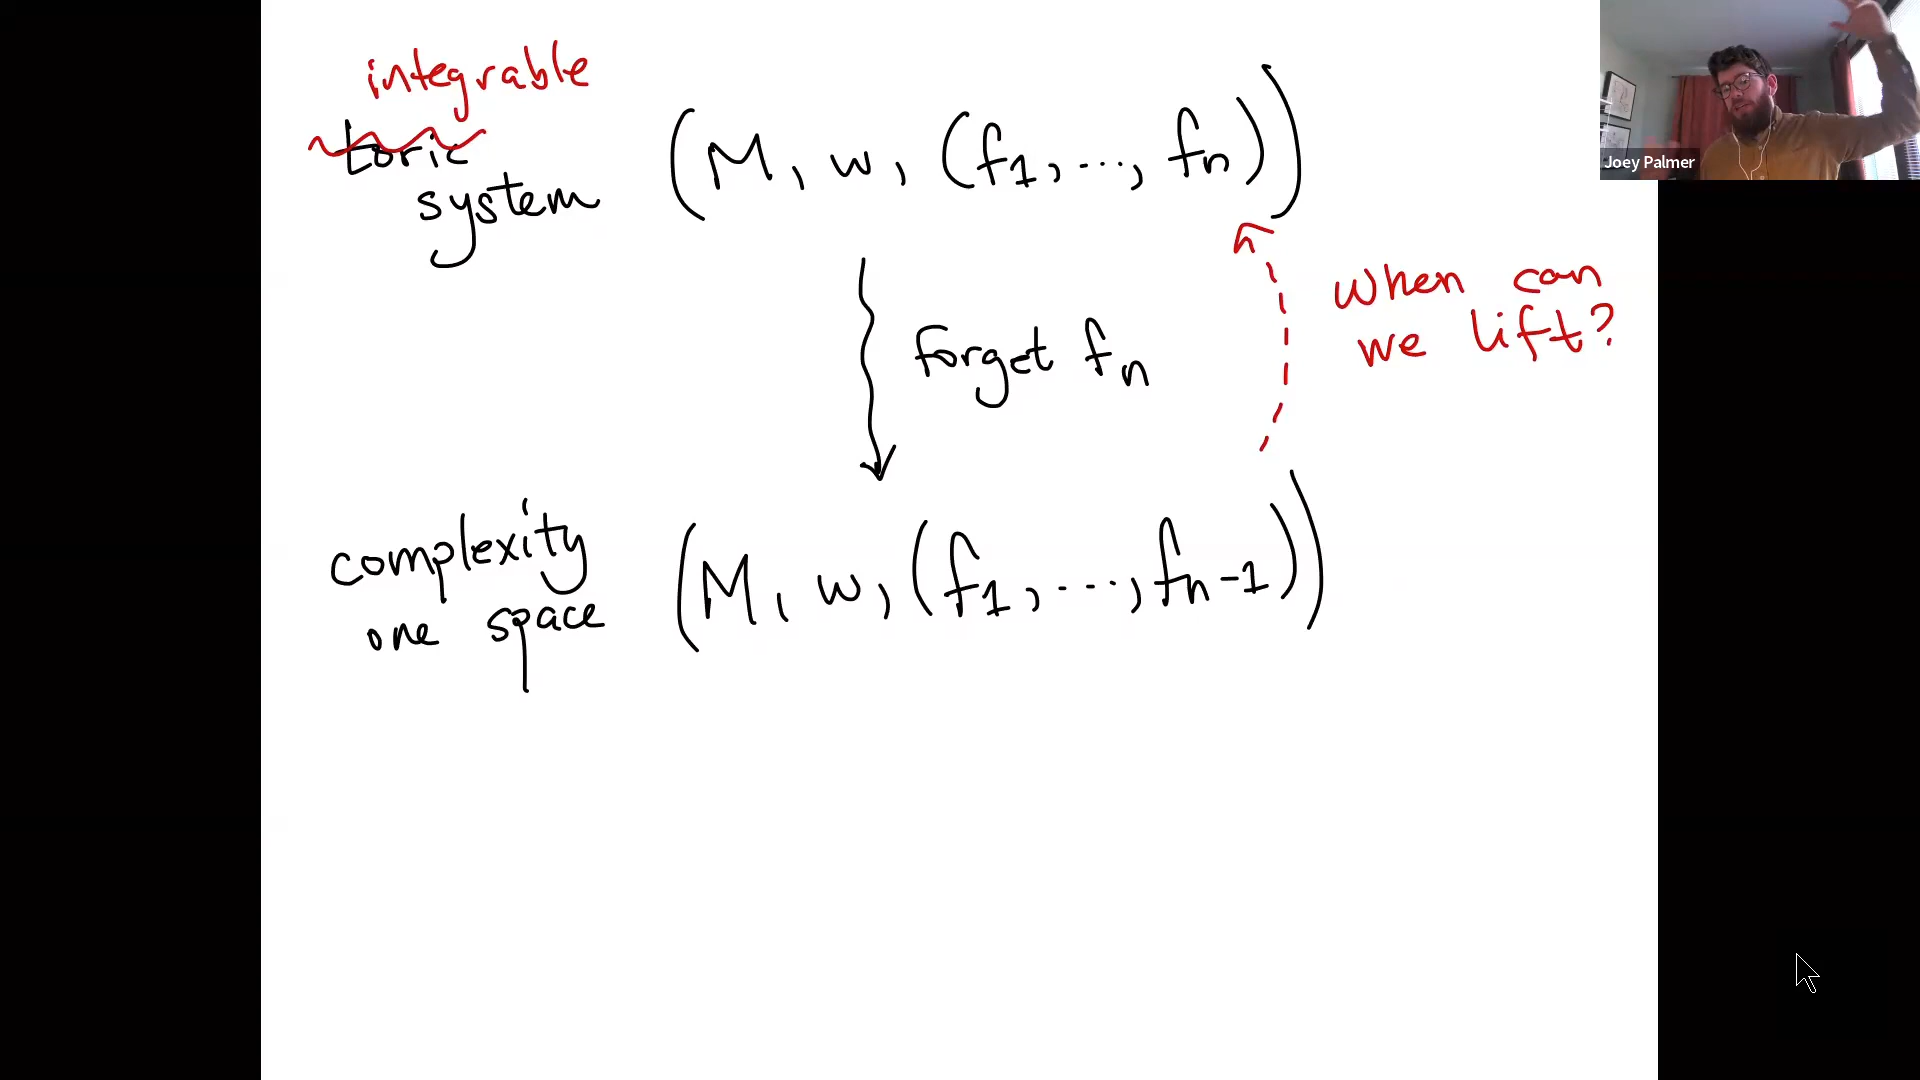 integrable
toric
system
(M, w, (f1, ..., fn))
Joey Palmer
forget fn
When can
we lift?
complexity
one space
(M, w, (f1, ..., fn-1))